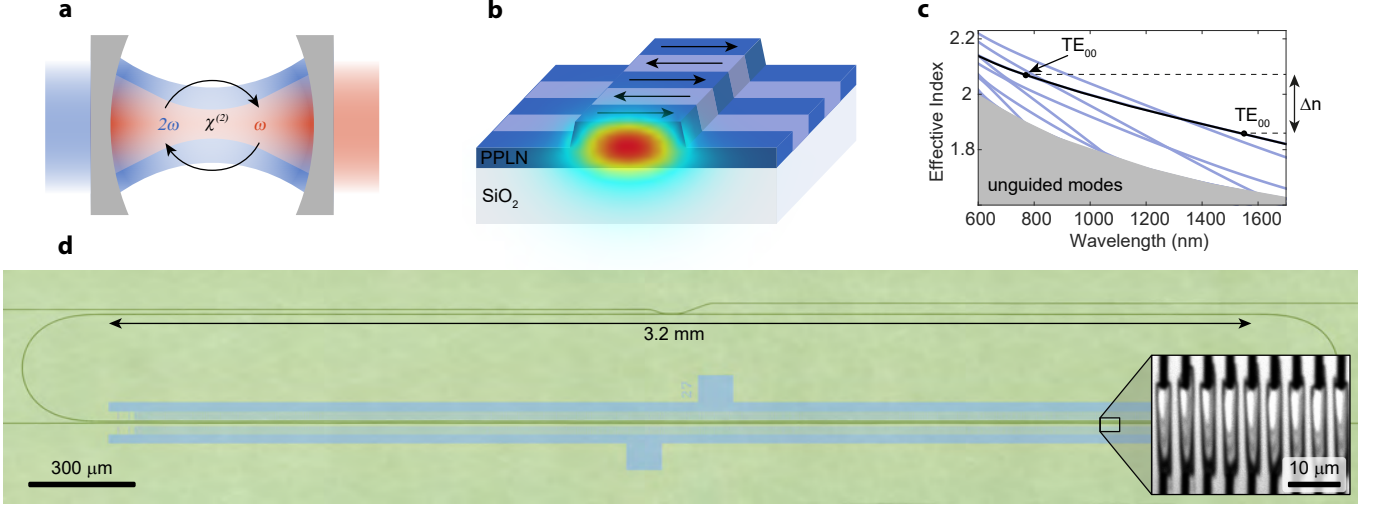 a
2ω
χ⁽²⁾
ω
b
PPLN
SiO₂
c
Effective Index
2.2
2
1.8
TE₀₀
TE₀₀
Δn
unguided modes
600 800 1000 1200 1400 1600
Wavelength (nm)
d
3.2 mm
27
300 μm
10 μm